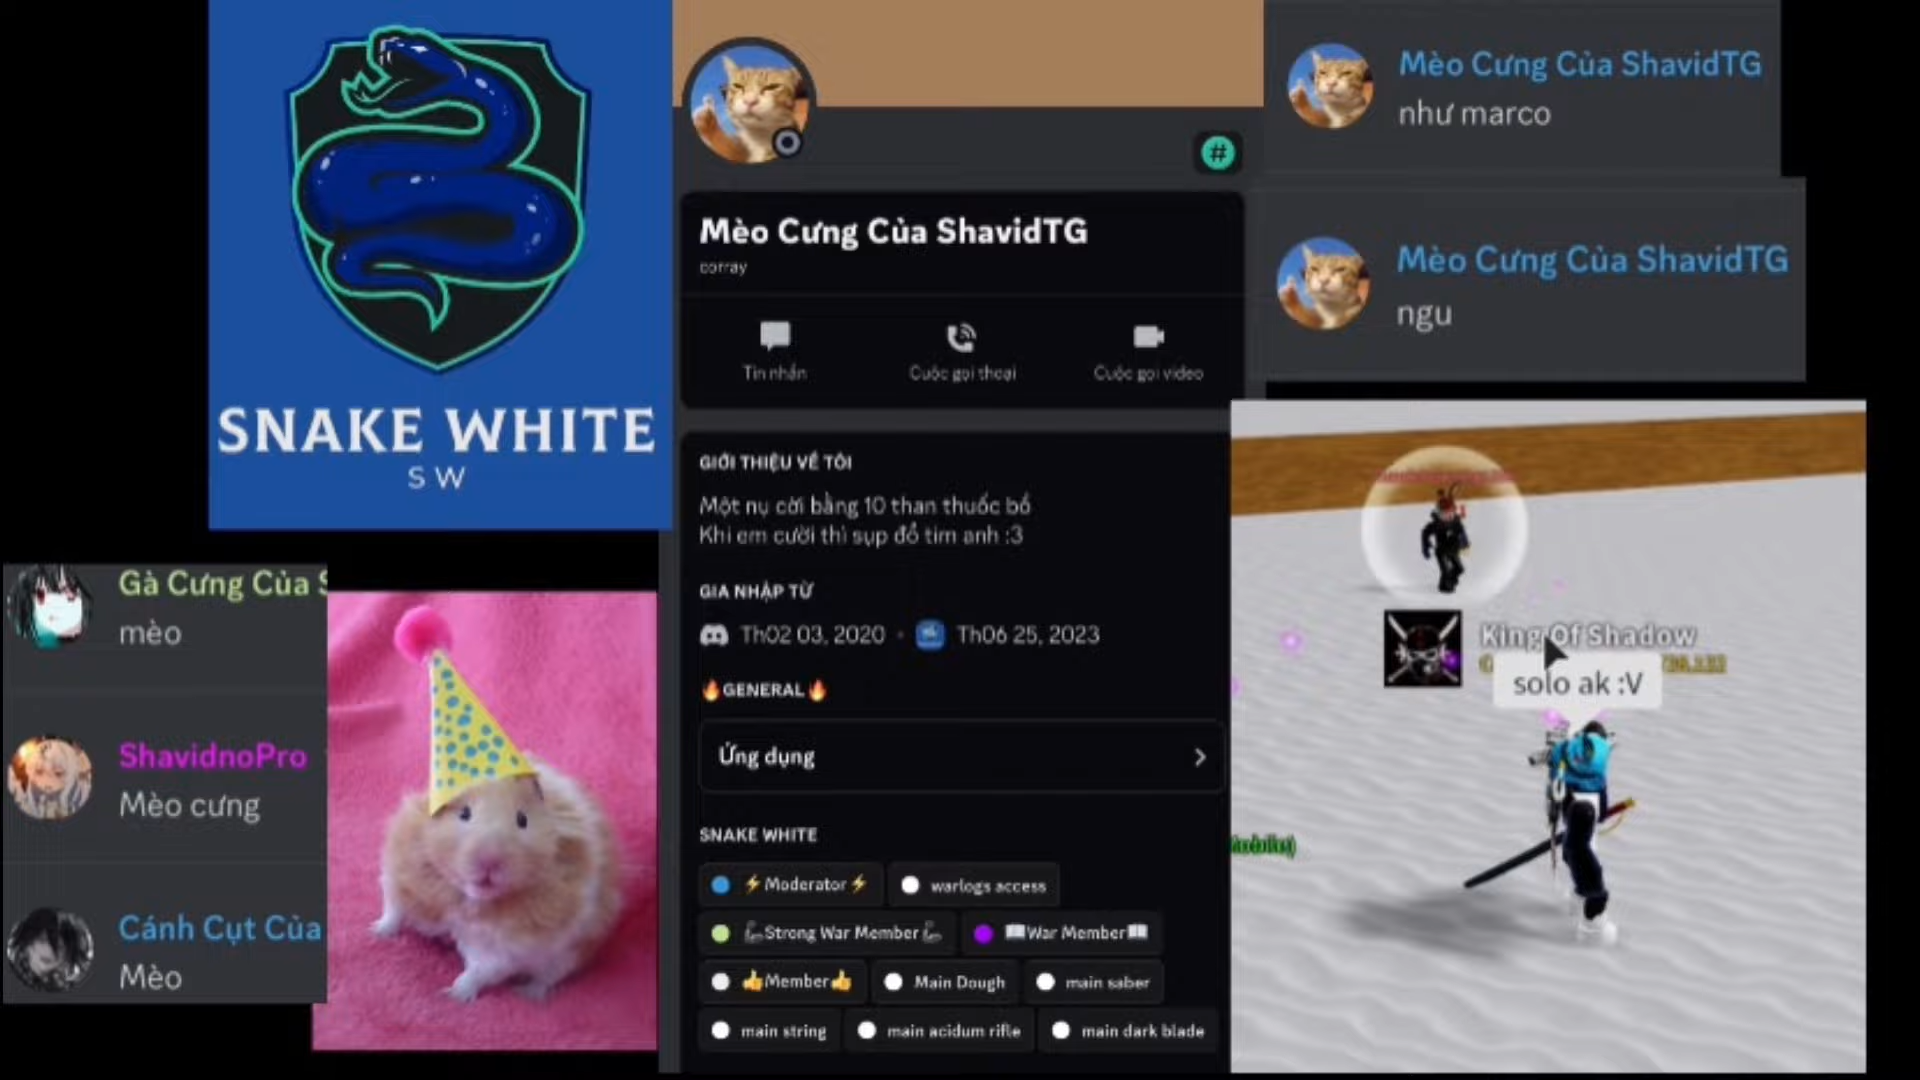 SNAKE WHITE
SW
Gà Cưng Của S
mèo
ShavidnoPro
Mèo cưng
Cánh Cụt Của
Mèo
Mèo Cưng Của ShavidTG
corray
Tin nhắn
Cuộc gọi thoại
Cuộc gọi video
GIỚI THIỆU VỀ TÔI
Một nụ cời bằng 10 than thuốc bổ
Khi em cười thì sụp đổ tim anh :3
GIA NHẬP TỪ
Th02 03, 2020 • Th06 25, 2023
🔥GENERAL🔥
Ứng dụng
SNAKE WHITE
⚡Moderator⚡ warlogs access
🦾Strong War Member🦾 📖War Member📖
👍Member👍 Main Dough main saber
main string main acidum rifle main dark blade
Mèo Cưng Của ShavidTG
như marco
Mèo Cưng Của ShavidTG
ngu
King Of Shadow
solo ak :V